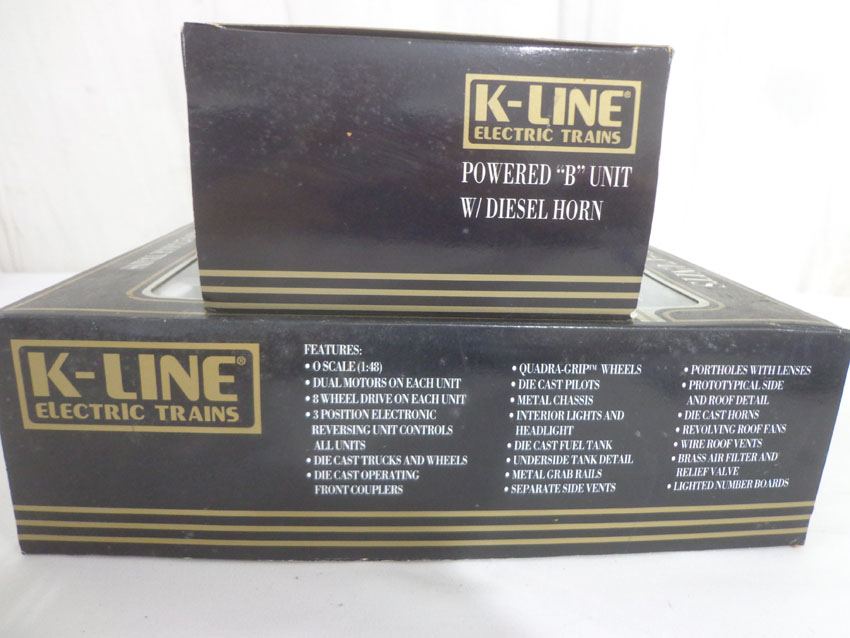 K-LINE®
ELECTRIC TRAINS
POWERED "B" UNIT
W/ DIESEL HORN
K-LINE®
ELECTRIC TRAINS
FEATURES:
• O SCALE (1:48)
• DUAL MOTORS ON EACH UNIT
• 8 WHEEL DRIVE ON EACH UNIT
• 3 POSITION ELECTRONIC
REVERSING UNIT CONTROLS
ALL UNITS
• DIE CAST TRUCKS AND WHEELS
• DIE CAST OPERATING
FRONT COUPLERS
• QUADRA-GRIP™ WHEELS
• DIE CAST PILOTS
• METAL CHASSIS
• INTERIOR LIGHTS AND
HEADLIGHT
• DIE CAST FUEL TANK
• UNDERSIDE TANK DETAIL
• METAL GRAB RAILS
• SEPARATE SIDE VENTS
• PORTHOLES WITH LENSES
• PROTOTYPICAL SIDE
AND ROOF DETAIL
• DIE CAST HORNS
• REVOLVING ROOF FANS
• WIRE ROOF VENTS
• BRASS AIR FILTER AND
RELIEF VALVE
• LIGHTED NUMBER BOARDS